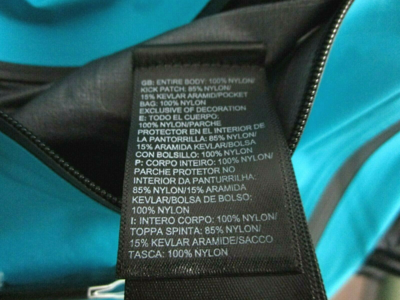 GB: ENTIRE BODY: 100% NYLON/
KICK PATCH: 85% NYLON/
15% KEVLAR ARAMID/POCKET
BAG: 100% NYLON
EXCLUSIVE OF DECORATION
E: TODO EL CUERPO:
100% NYLON/PARCHE
PROTECTOR EN EL INTERIOR DE
LA PANTORRILLA: 85% NYLON/
15% ARAMIDA KEVLAR/BOLSA
CON BOLSILLO: 100% NYLON
P: CORPO INTEIRO: 100% NYLON/
PARCHE PROTETOR NO
INTERIOR DA PANTURRILHA:
85% NYLON/15% ARAMIDA
KEVLAR/BOLSA DE BOLSO:
100% NYLON
I: INTERO CORPO: 100% NYLON/
TOPPA SPINTA: 85% NYLON/
15% KEVLAR ARAMIDE/SACCO
TASCA: 100% NYLON